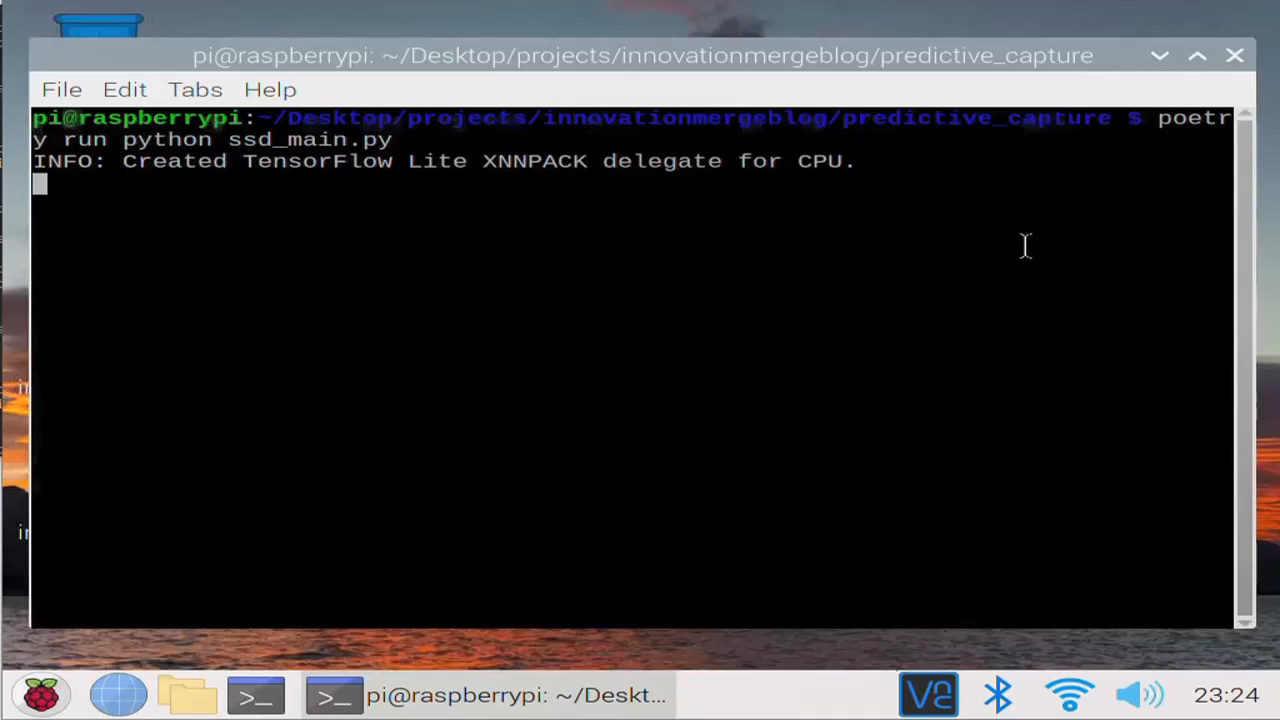 pi@raspberrypi: ~/Desktop/projects/innovationmergeblog/predictive_capture
File Edit Tabs Help
pi@raspberrypi:~/Desktop/projects/innovationmergeblog/predictive_capture $ poetr
y run python ssd_main.py
INFO: Created TensorFlow Lite XNNPACK delegate for CPU.
>_ >_ pi@raspberrypi: ~/Deskt... 23:24